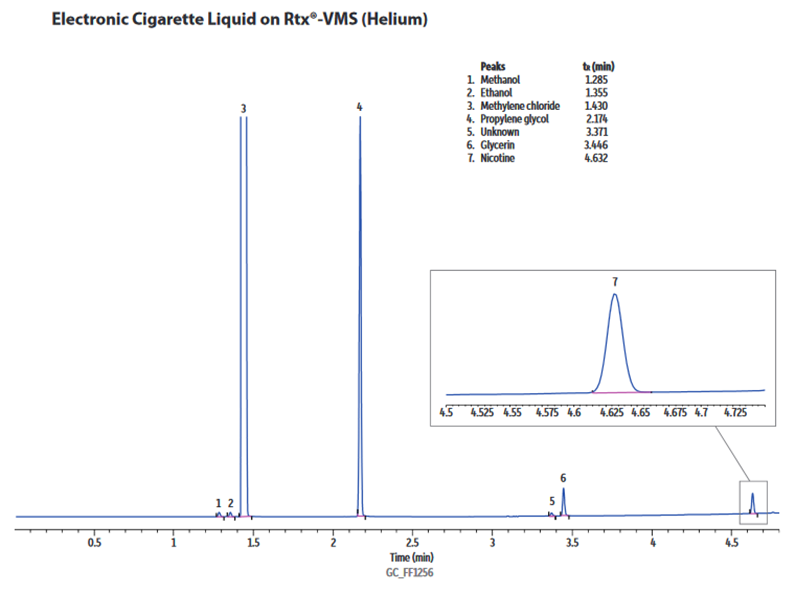 Electronic Cigarette Liquid on Rtx®-VMS (Helium)
Peaks tR (min)
1. Methanol 1.285
2. Ethanol 1.355
3. Methylene chloride 1.430
4. Propylene glycol 2.174
5. Unknown 3.371
6. Glycerin 3.446
7. Nicotine 4.632
3 4
7
4.5 4.525 4.55 4.575 4.6 4.625 4.65 4.675 4.7 4.725
1 2 5 6
0.5 1 1.5 2 2.5 3 3.5 4 4.5
Time (min)
GC_FF1256